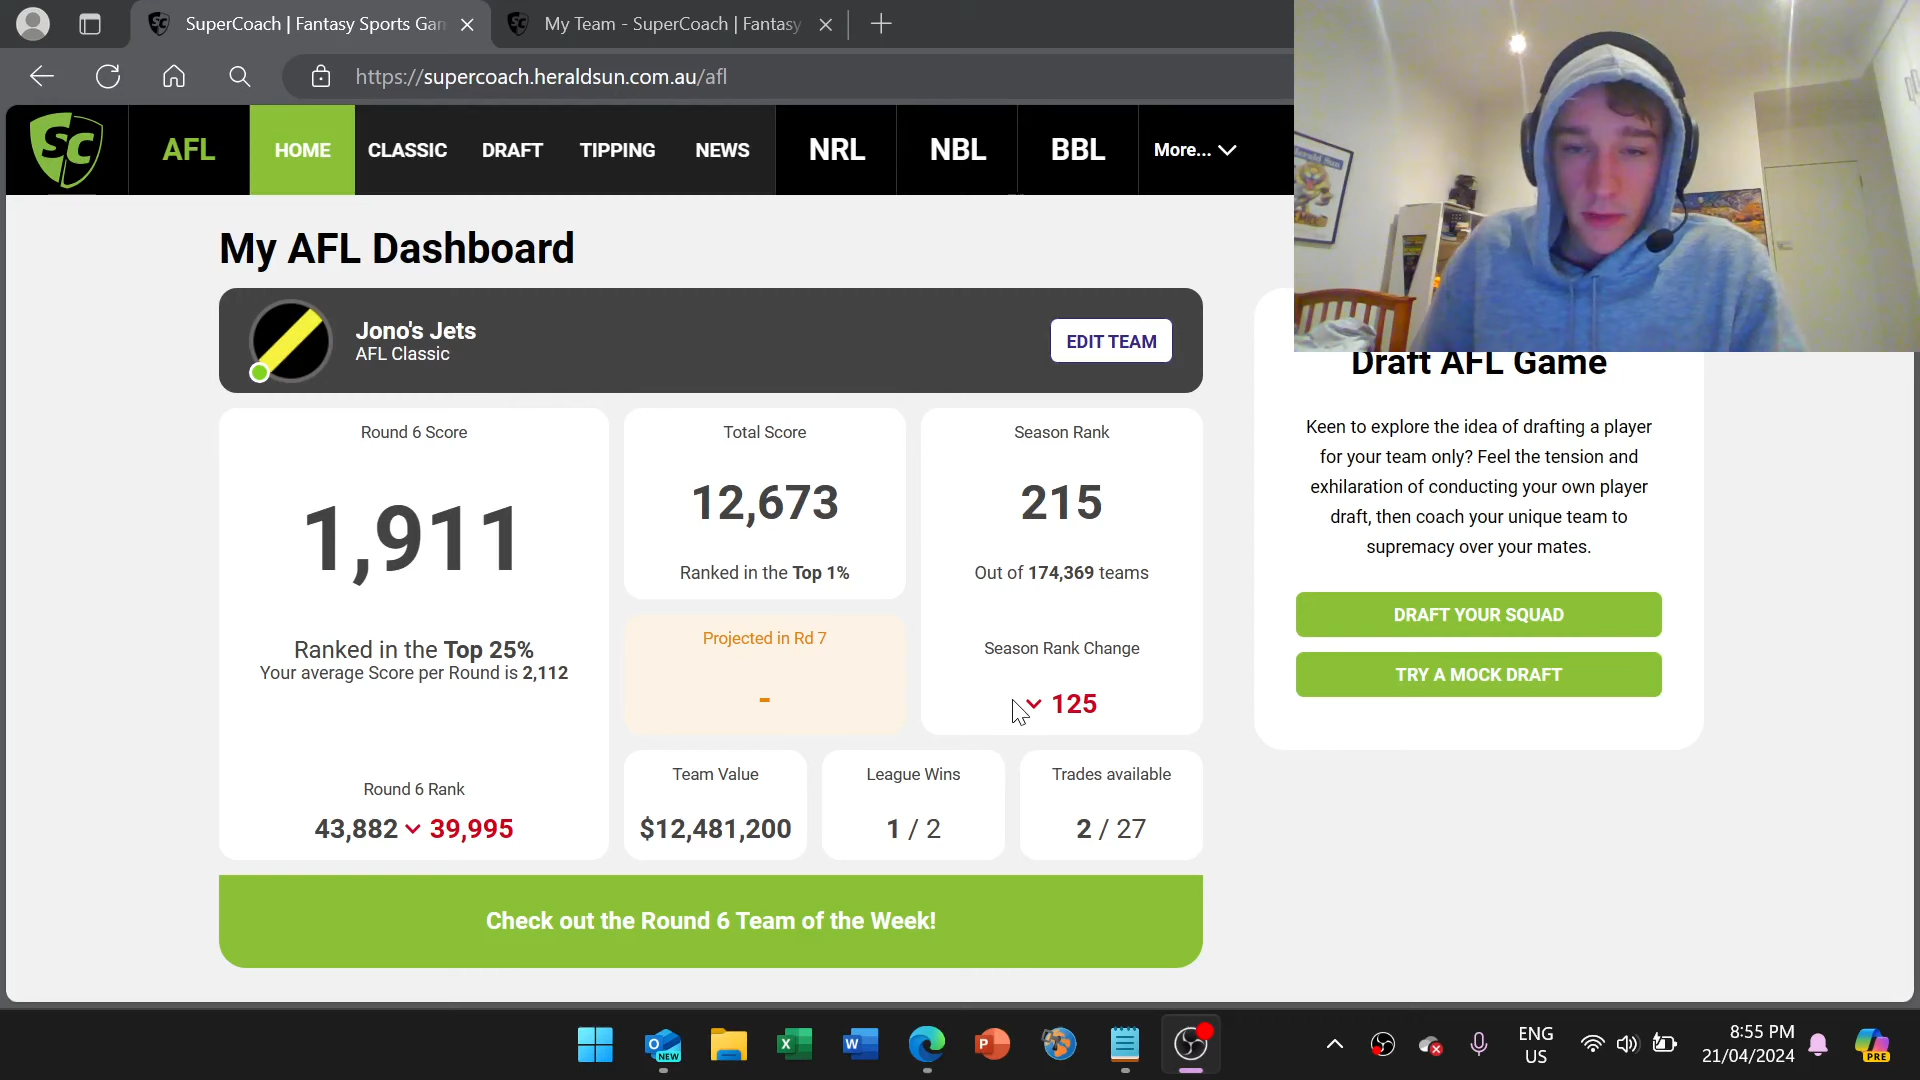 SuperCoach | Fantasy Sports Gan
My Team - SuperCoach | Fantasy
https://supercoach.heraldsun.com.au/afl
SC
AFL
HOME
CLASSIC
DRAFT
TIPPING
NEWS
NRL
NBL
BBL
More...
My AFL Dashboard
Jono's Jets
AFL Classic
EDIT TEAM
Round 6 Score
1,911
Ranked in the Top 25%
Your average Score per Round is 2,112
Round 6 Rank
43,882 39,995
Total Score
12,673
Ranked in the Top 1%
Projected in Rd 7
-
Season Rank
215
Out of 174,369 teams
Season Rank Change
125
Team Value
$12,481,200
League Wins
1 / 2
Trades available
2 / 27
Check out the Round 6 Team of the Week!
Draft AFL Game
Keen to explore the idea of drafting a player
for your team only? Feel the tension and
exhilaration of conducting your own player
draft, then coach your unique team to
supremacy over your mates.
DRAFT YOUR SQUAD
TRY A MOCK DRAFT
NEW
ENG
US
8:55 PM
21/04/2024
PRE